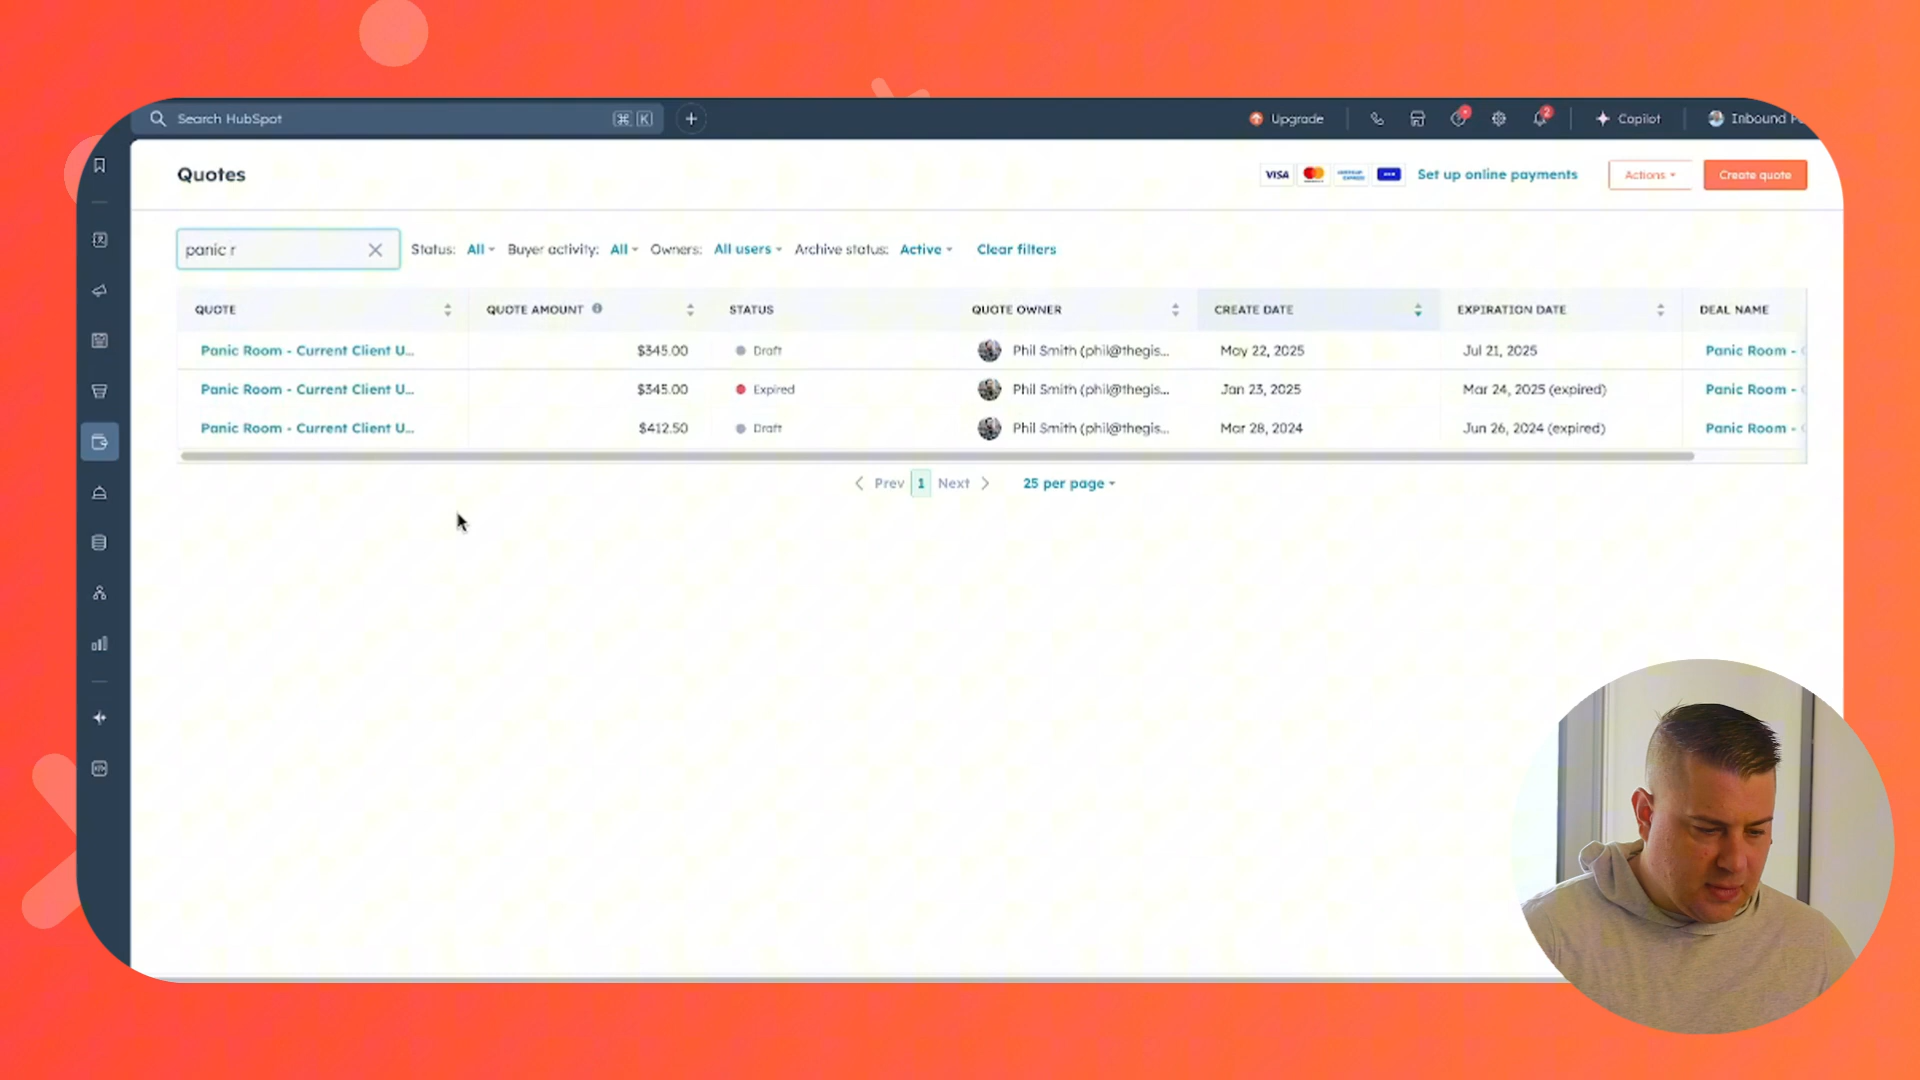 Search HubSpot
⌘ K
Upgrade
2
Copilot
Inbound
Quotes
VISA
Set up online payments
Actions
Create quote
panic r
Status: All
Buyer activity: All
Owners: All users
Archive status: Active
Clear filters
QUOTE QUOTE AMOUNT STATUS QUOTE OWNER CREATE DATE EXPIRATION DATE DEAL NAME
Panic Room - Current Client U... $345.00 Draft Phil Smith (phil@thegis... May 22, 2025 Jul 21, 2025 Panic Room -
Panic Room - Current Client U... $345.00 Expired Phil Smith (phil@thegis... Jan 23, 2025 Mar 24, 2025 (expired) Panic Room -
Panic Room - Current Client U... $412.50 Draft Phil Smith (phil@thegis... Mar 28, 2024 Jun 26, 2024 (expired) Panic Room -
Prev 1 Next 25 per page